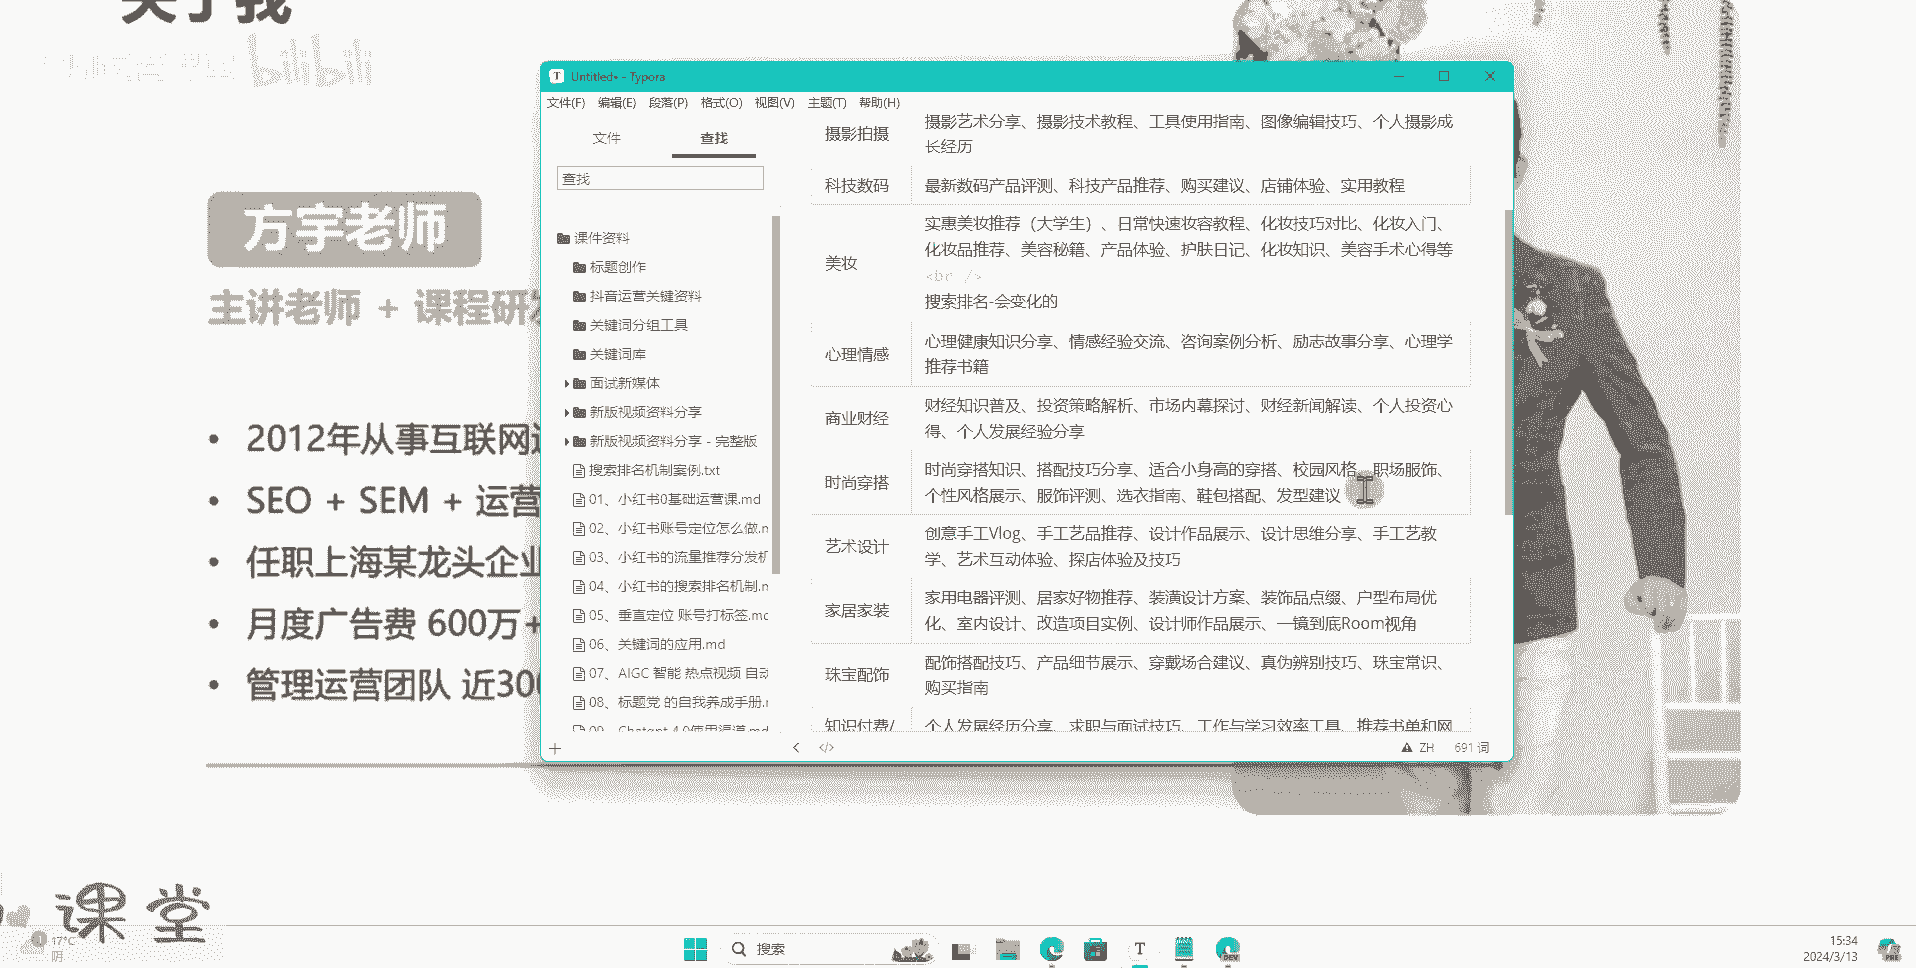 关于我
bilibili
方宇老师
主讲老师 + 课程研发
2012年从事互联网
SEO + SEM + 运营
任职上海某龙头企业
月度广告费 600万+
管理运营团队 近300
课堂
Untitled• - Typora
文件(F) 编辑(E) 段落(P) 格式(O) 视图(V) 主题(T) 帮助(H)
文件 查找
查找
课件资料
标题创作
抖音运营关键资料
关键词分组工具
关键词库
面试新媒体
新版视频资料分享
新版视频资料分享 - 完整版
搜索排名机制案例.txt
01、小红书0基础运营课.md
02、小红书账号定位怎么做.m
03、小红书的流量推荐分发机
04、小红书的搜索排名机制.m
05、垂直定位 账号打标签.md
06、关键词的应用.md
07、AIGC 智能 热点视频 自动
08、标题党 的自我养成手册.m
09、Chatgpt 4.0使用渠道.md
摄影拍摄
摄影艺术分享、摄影技术教程、工具使用指南、图像编辑技巧、个人摄影成
长经历
科技数码
最新数码产品评测、科技产品推荐、购买建议、店铺体验、实用教程
美妆
实惠美妆推荐（大学生）、日常快速妆容教程、化妆技巧对比、化妆入门、
化妆品推荐、美容秘籍、产品体验、护肤日记、化妆知识、美容手术心得等
<br />
搜索排名-会变化的
心理情感
心理健康知识分享、情感经验交流、咨询案例分析、励志故事分享、心理学
推荐书籍
商业财经
财经知识普及、投资策略解析、市场内幕探讨、财经新闻解读、个人投资心
得、个人发展经验分享
时尚穿搭
时尚穿搭知识、搭配技巧分享、适合小身高的穿搭、校园风格、职场服饰、
个性风格展示、服饰评测、选衣指南、鞋包搭配、发型建议
艺术设计
创意手工Vlog、手工艺品推荐、设计作品展示、设计思维分享、手工艺教
学、艺术互动体验、探店体验及技巧
家居家装
家用电器评测、居家好物推荐、装潢设计方案、装饰品点缀、户型布局优
化、室内设计、改造项目实例、设计师作品展示、一镜到底Room视角
珠宝配饰
配饰搭配技巧、产品细节展示、穿戴场合建议、真伪辨别技巧、珠宝常识、
购买指南
知识付费/
个人发展经历分享、求职与面试技巧、工作与学习效率工具、推荐书单和网
</> ZH 691 词
17°C
阴
搜索
DEV
15:34
2024/3/13
PRE